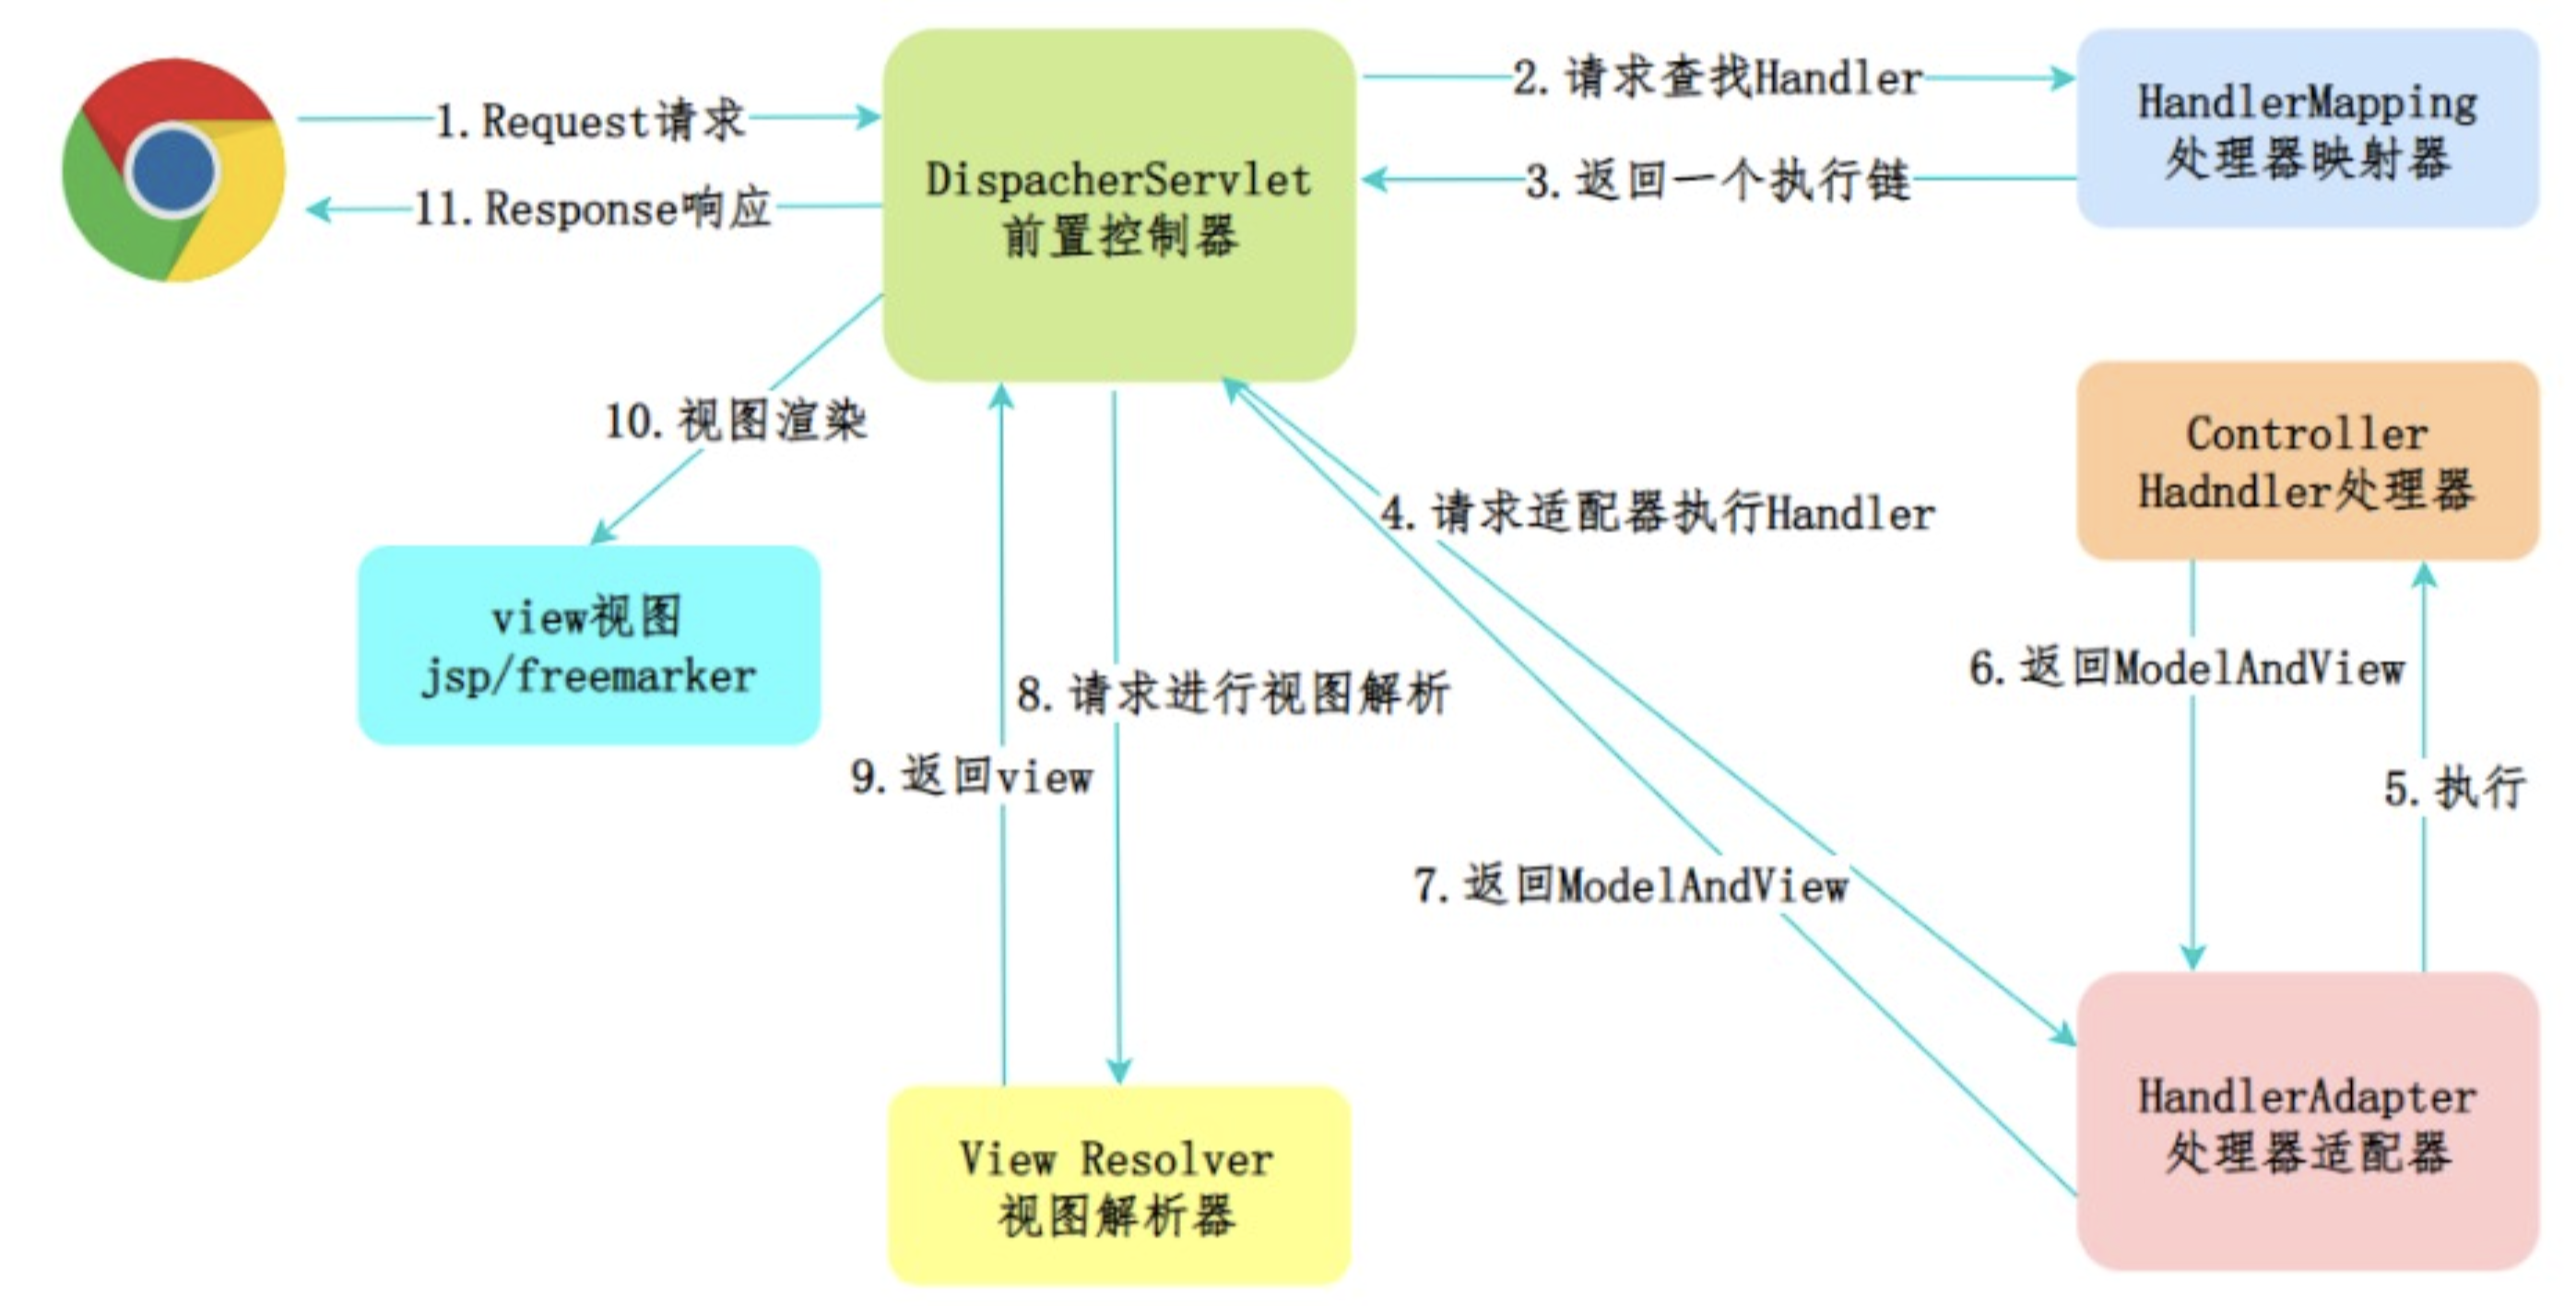 1.Request请求
11.Response响应
DispacherServlet
前置控制器
2.请求查找Handler
3.返回一个执行链
HandlerMapping
处理器映射器
Controller
Hadndler处理器
10.视图渲染
4.请求适配器执行Handler
view视图
jsp/freemarker
8.请求进行视图解析
6.返回ModelAndView
9.返回view
5.执行
7.返回ModelAndView
View Resolver
视图解析器
HandlerAdapter
处理器适配器